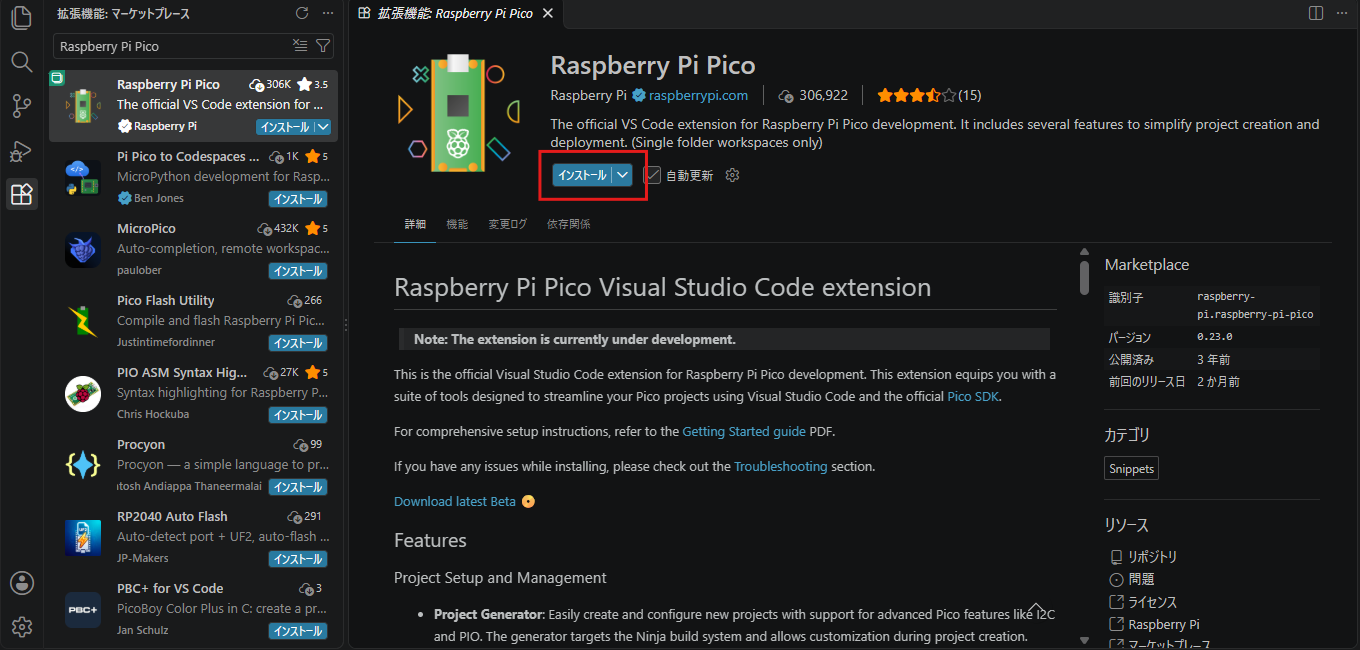 拡張機能: マーケットプレース
Raspberry Pi Pico
Raspberry Pi Pico 306K 3.5
The official VS Code extension for ...
Raspberry Pi インストール
Pi Pico to Codespaces ... 1K 5
MicroPython development for Rasp...
Ben Jones インストール
MicroPico 432K 5
Auto-completion, remote workspac...
paulober インストール
Pico Flash Utility 266
Compile and flash Raspberry Pi Pic...
Justintimefordinner インストール
PIO ASM Syntax Hig... 27K 5
Syntax highlighting for Raspberry P...
Chris Hockuba インストール
Procyon 99
Procyon — a simple language to pr...
Andiappa Thaneermalai インストール
RP2040 Auto Flash 291
Auto-detect port + UF2, auto-flash ...
JP-Makers インストール
PBC+
PBC+ for VS Code 3
PicoBoy Color Plus in C: create a pr...
Jan Schulz インストール
拡張機能: Raspberry Pi Pico
Raspberry Pi Pico
Raspberry Pi raspberrypi.com 306,922 (15)
The official VS Code extension for Raspberry Pi Pico development. It includes several features to simplify project creation and
deployment. (Single folder workspaces only)
インストール 自動更新
詳細 機能 変更ログ 依存関係
Raspberry Pi Pico Visual Studio Code extension
Note: The extension is currently under development.
This is the official Visual Studio Code extension for Raspberry Pi Pico development. This extension equips you with a
suite of tools designed to streamline your Pico projects using Visual Studio Code and the official Pico SDK.
For comprehensive setup instructions, refer to the Getting Started guide PDF.
If you have any issues while installing, please check out the Troubleshooting section.
Download latest Beta
Features
Project Setup and Management
• Project Generator: Easily create and configure new projects with support for advanced Pico features like I2C
and PIO. The generator targets the Ninja build system and allows customization during project creation.
Marketplace
識別子 raspberry-
pi.raspberry-pi-pico
バージョン 0.23.0
公開済み 3 年前
前回のリリース日 2 か月前
カテゴリ
Snippets
リソース
リポジトリ
問題
ライセンス
Raspberry Pi
マーケットプレース